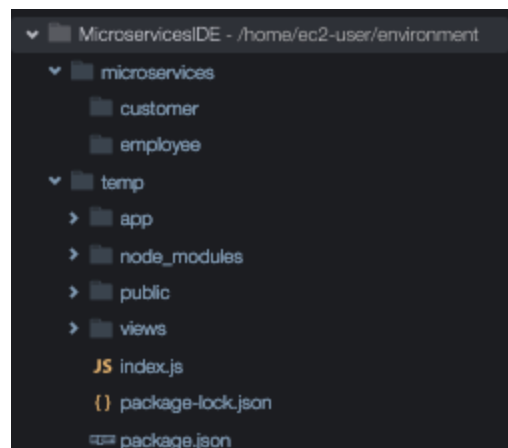 MicroservicesIDE - /home/ec2-user/environment
microservices
customer
employee
temp
app
node_modules
public
views
JS index.js
{} package-lock.json
package.json